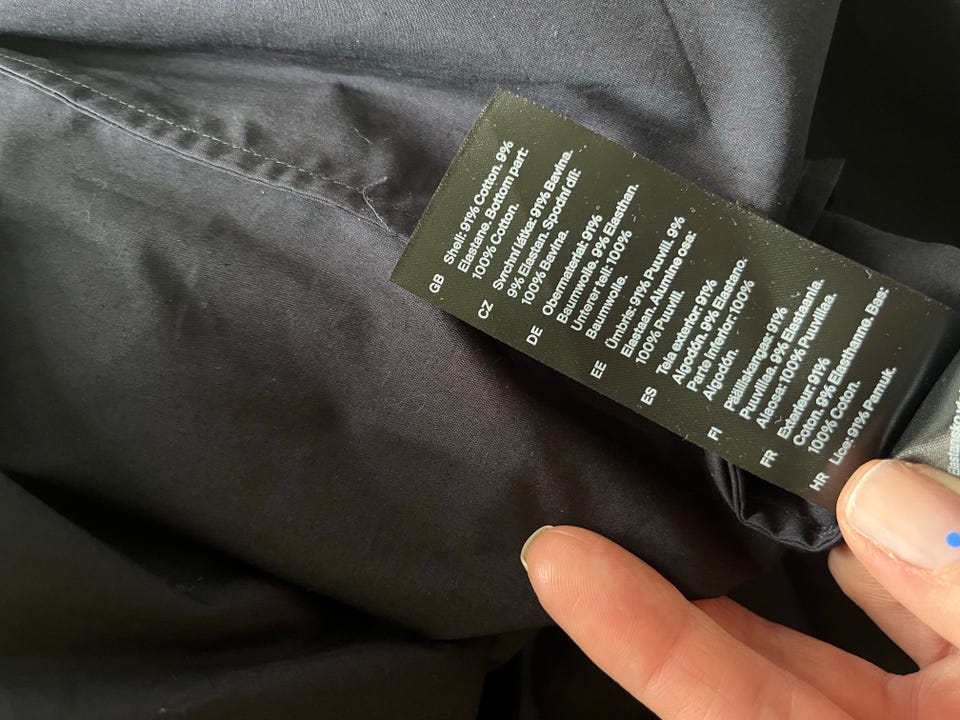 GB Shell: 91% Cotton. 9%
Elastane. Bottom part:
100% Cotton.
CZ Svrchní látka: 91% Bavlna.
9% Elastan. Spodní díl:
100% Bavlna.
DE Obermaterial: 91%
Baumwolle. 9% Elasthan.
Unterer teil: 100%
Baumwolle.
EE Ümbris: 91% Puuvill. 9%
Elastaan. Alumine osa:
100% Puuvill.
ES Tela exterior: 91%
Algodón. 9% Elastano.
Parte Inferior: 100%
Algodón.
FI Päälliskangas: 91%
Puuvillaa. 9% Elastaania.
Alaosa: 100% Puuvillaa.
FR Exterieur: 91%
Coton. 9% Elasthanne. Bas:
100% Coton.
HR Lice: 91% Pamuk.